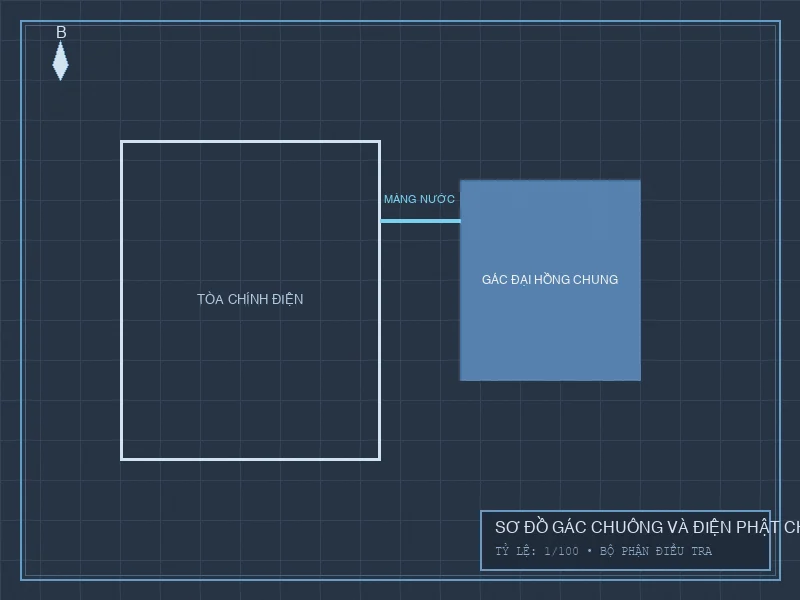 B
MÁNG NƯỚC
GÁC ĐẠI HỒNG CHUNG
TÒA CHÍNH ĐIỆN
SƠ ĐỒ GÁC CHUÔNG VÀ ĐIỆN PHẬT CH
TỶ LỆ: 1/100 • BỘ PHẬN ĐIỀU TRA